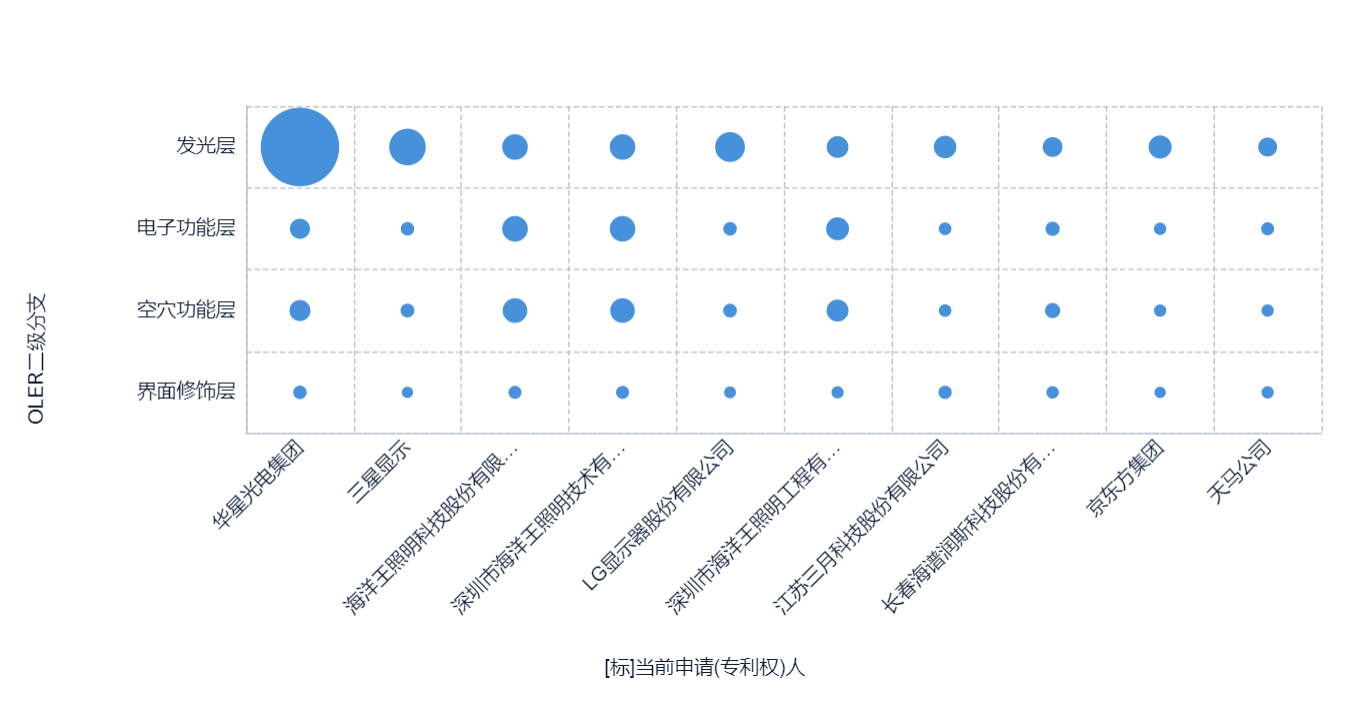 发光层
电子功能层
空穴功能层
界面修饰层
OLER二级分支
华星光电集团
三星显示
海洋王照明科技股份有限…
深圳市海洋王照明技术有…
LG显示器股份有限公司
深圳市海洋王照明工程有…
江苏三月科技股份有限公司
长春海谱润斯科技股份有…
京东方集团
天马公司
[标]当前申请(专利权)人